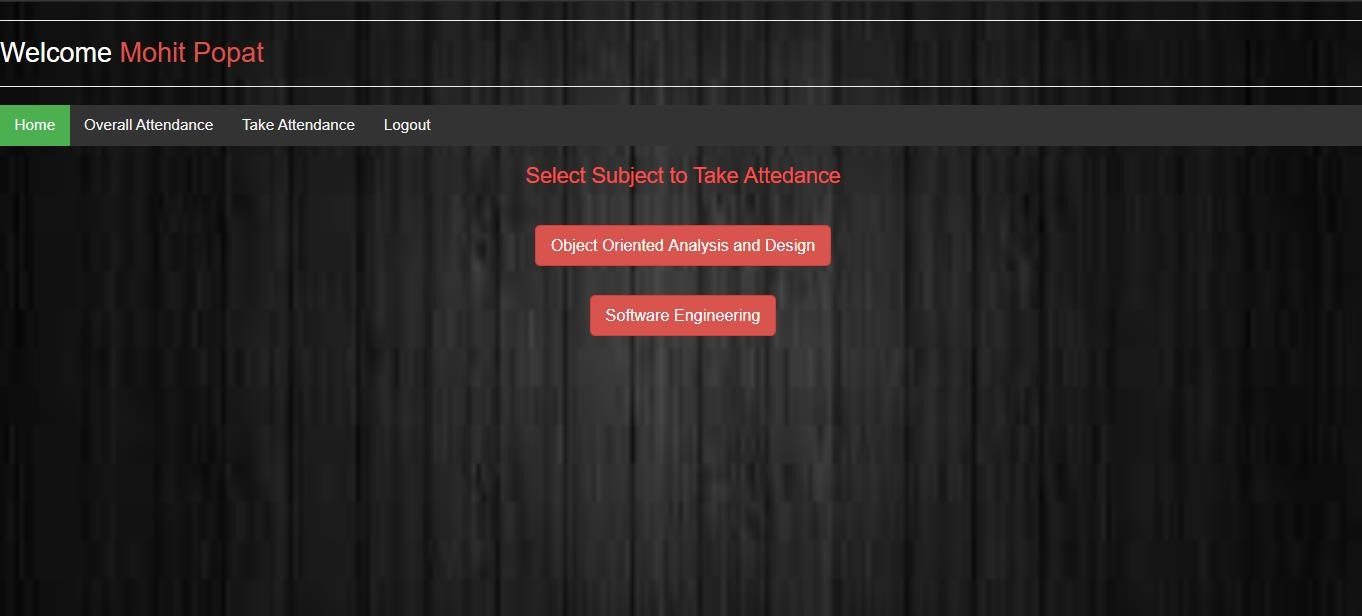 Welcome Mohit Popat
Home Overall Attendance Take Attendance Logout
Select Subject to Take Attedance
Object Oriented Analysis and Design
Software Engineering